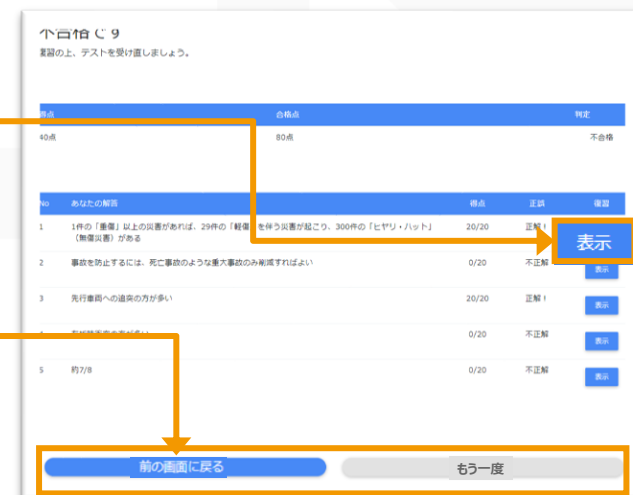 不合格です
復習の上、テストを受け直しましょう。
得点 合格点 判定
40点 80点 不合格
No あなたの解答 得点 正誤 復習
1 1件の「重傷」以上の災害があれば、29件の「軽傷」を伴う災害が起こり、300件の「ヒヤリ・ハット」 20/20 正解！ 表示
（無傷災害）がある
2 事故を防止するには、死亡事故のような重大事故のみ削減すればよい 0/20 不正解 表示
3 先行車両への追突の方が多い 20/20 正解！ 表示
0/20 不正解 表示
5 約7/8 0/20 不正解 表示
前の画面に戻る もう一度